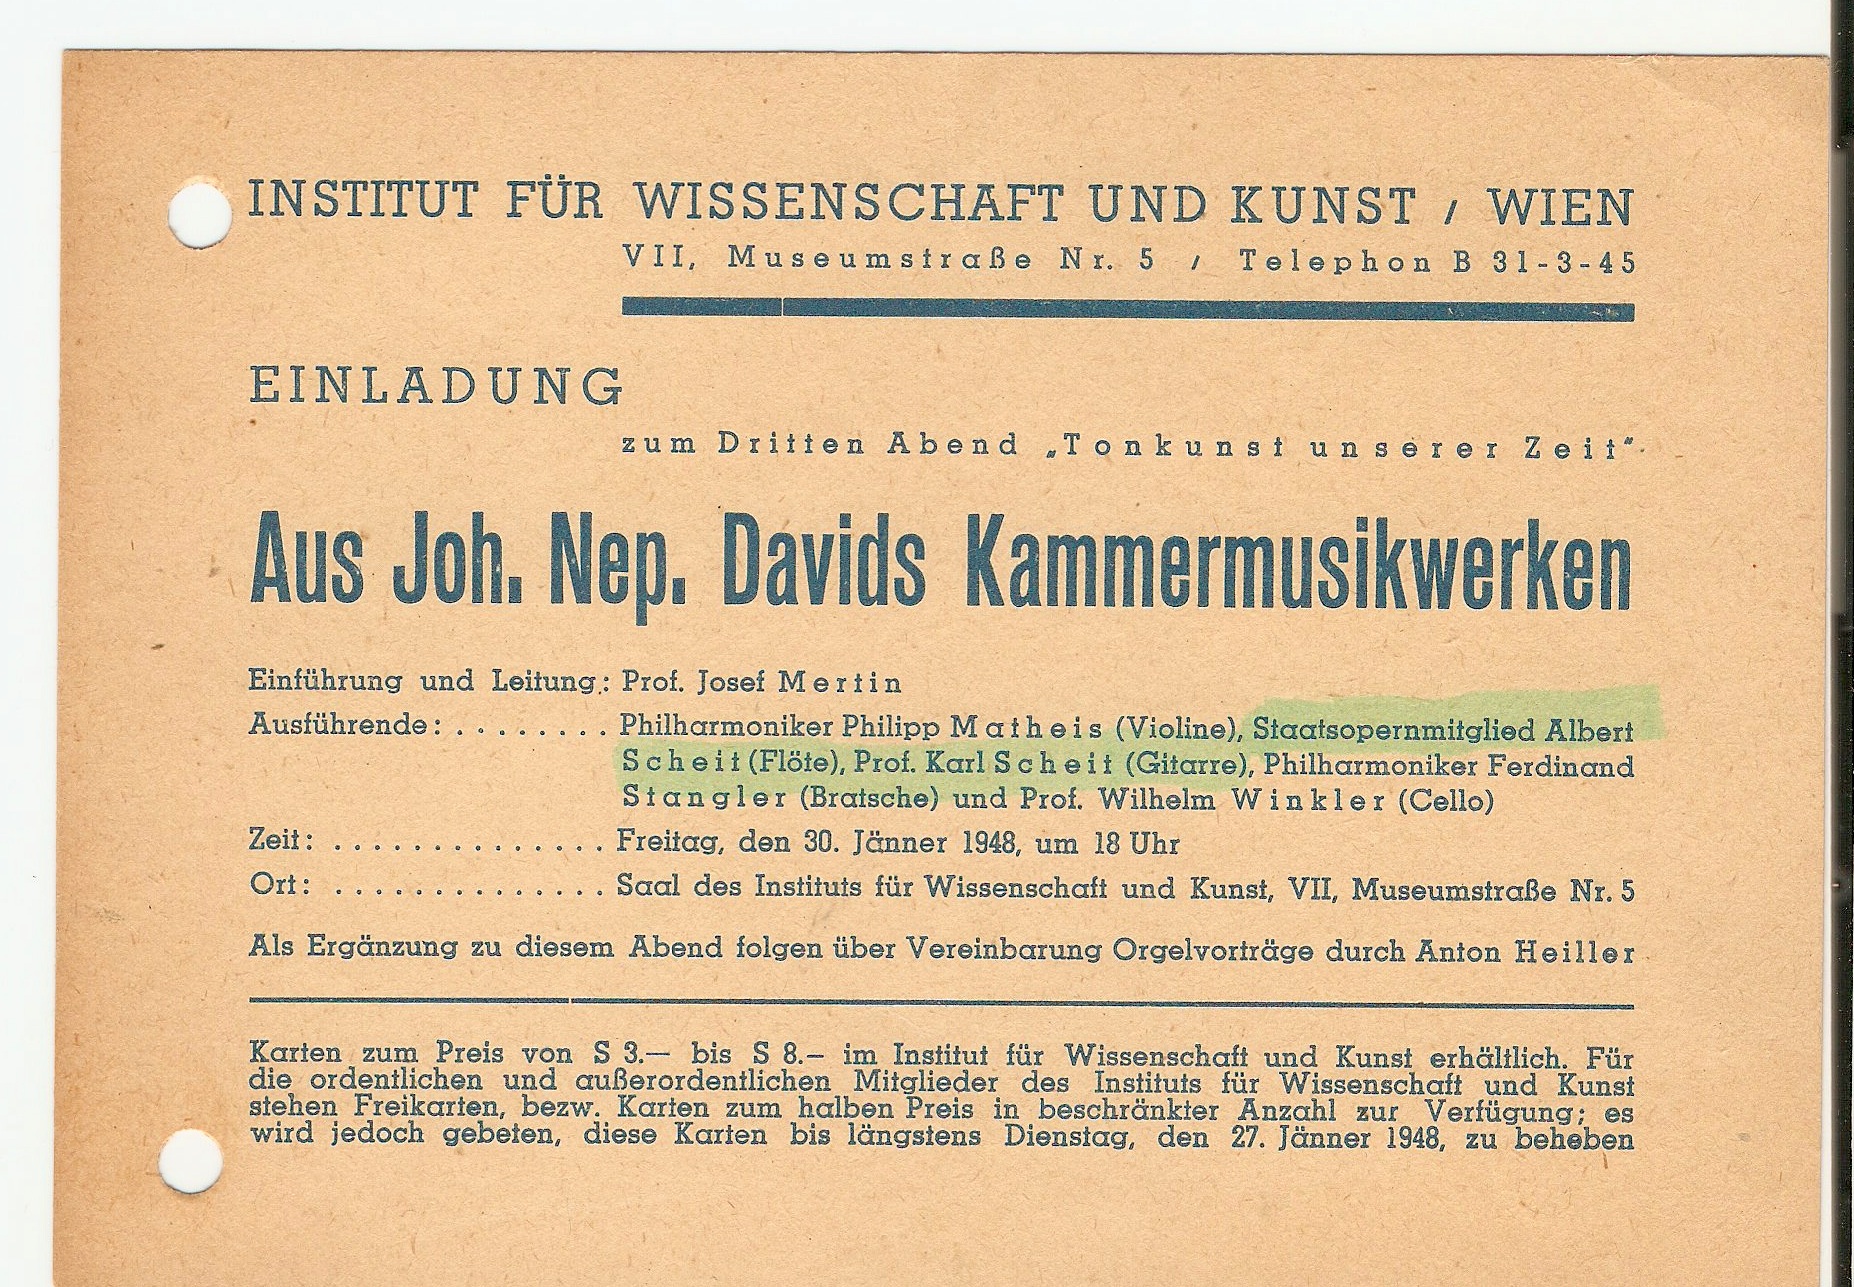 INSTITUT FÜR WISSENSCHAFT UND KUNST / WIEN
VII, Museumstraße Nr. 5 / Telephon B 31-3-45
EINLADUNG
zum Dritten Abend „Tonkunst unserer Zeit“
Aus Joh. Nep. Davids Kammermusikwerken
Einführung und Leitung: Prof. Josef Mertin
Ausführende: ........ Philharmoniker Philipp Matheis (Violine), Staatsopernmitglied Albert
Scheit (Flöte), Prof. Karl Scheit (Gitarre), Philharmoniker Ferdinand
Stangler (Bratsche) und Prof. Wilhelm Winkler (Cello)
Zeit: .............. Freitag, den 30. Jänner 1948, um 18 Uhr
Ort: .............. Saal des Instituts für Wissenschaft und Kunst, VII, Museumstraße Nr. 5
Als Ergänzung zu diesem Abend folgen über Vereinbarung Orgelvorträge durch Anton Heiller
Karten zum Preis von S 3.— bis S 8.– im Institut für Wissenschaft und Kunst erhältlich. Für
die ordentlichen und außerordentlichen Mitglieder des Instituts für Wissenschaft und Kunst
stehen Freikarten, bezw. Karten zum halben Preis in beschränkter Anzahl zur Verfügung; es
wird jedoch gebeten, diese Karten bis längstens Dienstag, den 27. Jänner 1948, zu beheben